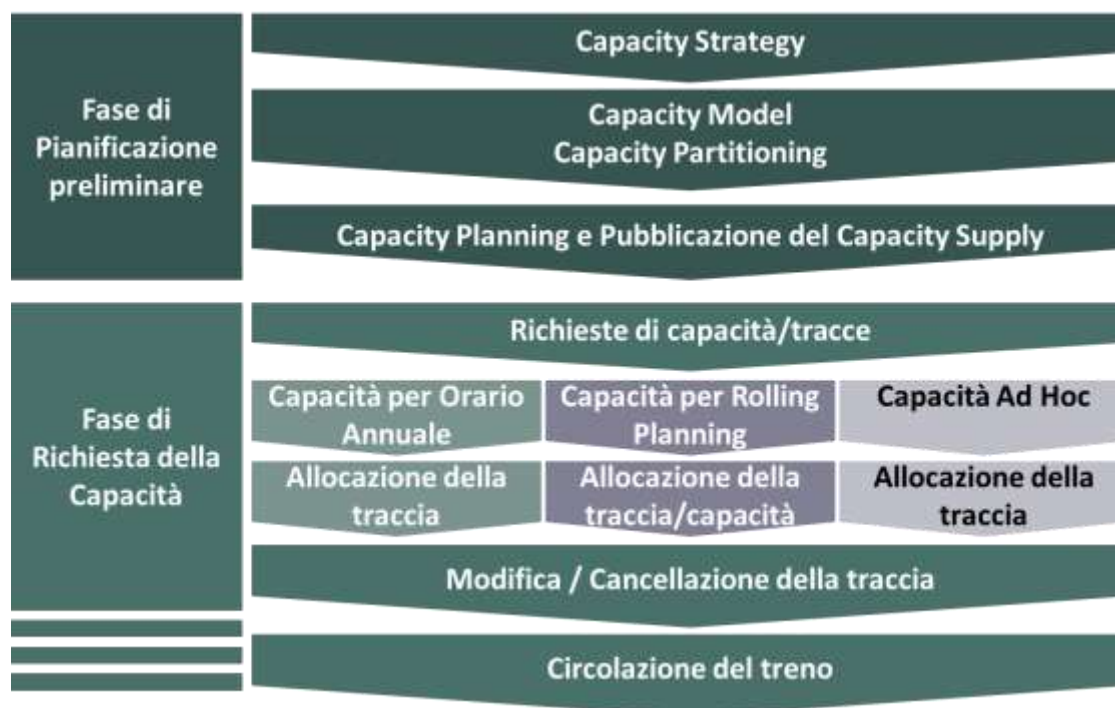 Fase di
Pianificazione
preliminare
Capacity Strategy
Capacity Model
Capacity Partitioning
Capacity Planning e Pubblicazione del Capacity Supply
Fase di
Richiesta della
Capacità
Richieste di capacità/tracce
Capacità per Orario
Annuale
Capacità per Rolling
Planning
Capacità Ad Hoc
Allocazione della
traccia
Allocazione della
traccia/capacità
Allocazione della
traccia
Modifica / Cancellazione della traccia
Circolazione del treno